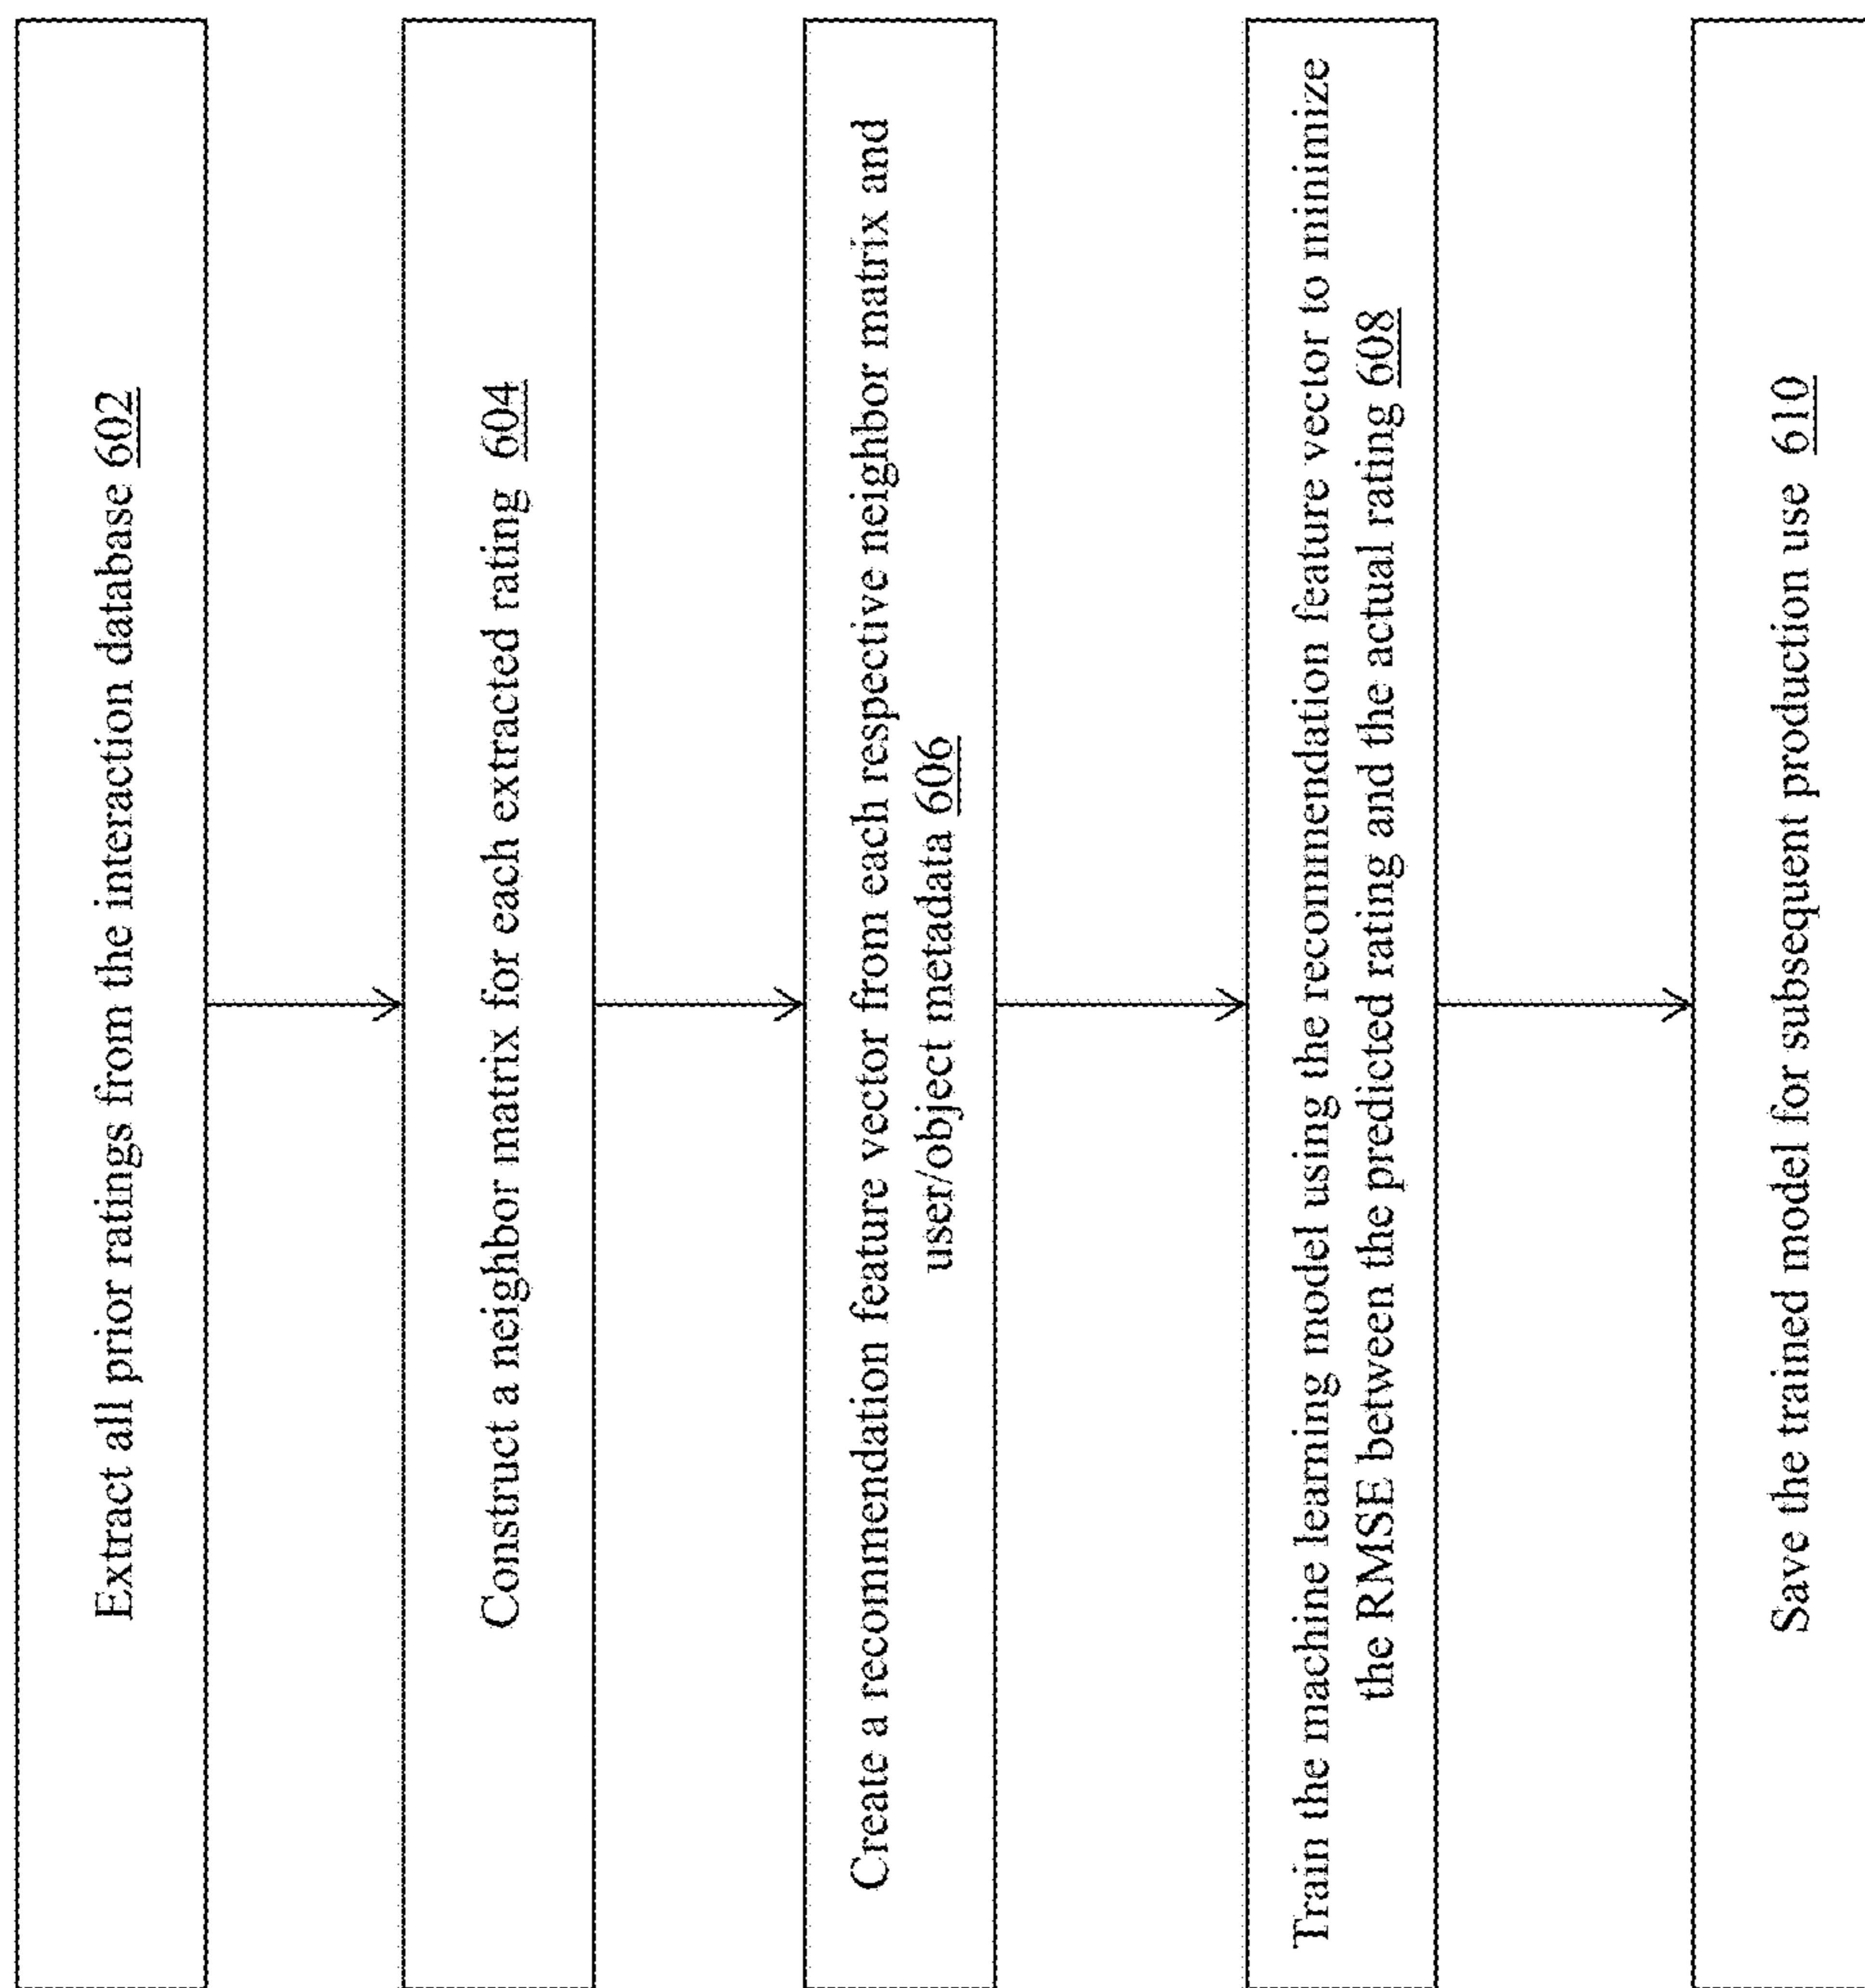 Extract all prior ratings from the interaction database 602
Construct a neighbor matrix for each extracted rating 604
Create a recommendation feature vector from each respective neighbor matrix and
user/object metadata 606
Train the machine learning model using the recommendation feature vector to minimize
the RMSE between the predicted rating and the actual rating 608
Save the trained model for subsequent production use 610